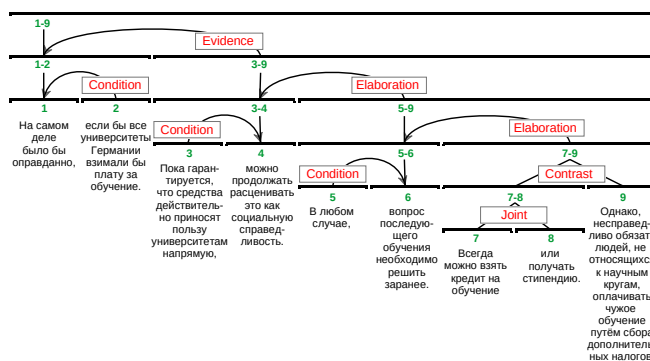 1-9
Evidence
1-2
3-9
Condition
Elaboration
1
2
3-4
5-9
На самом
деле
было бы
оправданно,
если бы все
университеты
Германии
взимали бы
плату за
обучение.
Condition
Elaboration
3
4
5-6
7-9
Пока гаран-
тируется,
что средства
действитель-
но приносят
пользу
университетам
напрямую,
можно
продолжать
расценивать
это как
социальную
справед-
ливость.
Condition
Contrast
5
6
7-8
9
В любом
случае,
вопрос
последую-
щего
обучения
необходимо
решить
заранее.
Joint
7
8
Всегда
можно взять
кредит на
обучение
или
получать
стипендию.
Однако,
несправед-
ливо обязать
людей, не
относящихся
к научным
кругам,
оплачивать
чужое
обучение
путём сбора
дополнитель-
ных налогов